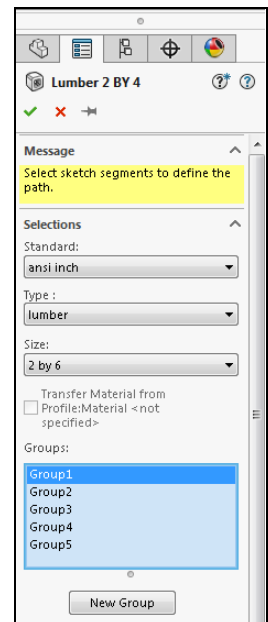 Lumber 2 BY 4
Message
Select sketch segments to define the
path.
Selections
Standard:
ansi inch
Type :
lumber
Size:
2 by 6
Transfer Material from
Profile:Material <not
specified>
Groups:
Group1
Group2
Group3
Group4
Group5
New Group